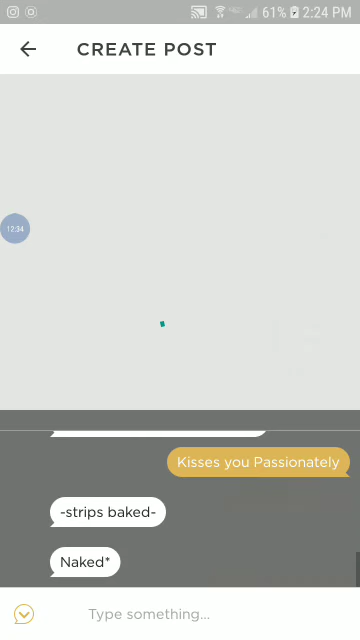 61% 2:24 PM
CREATE POST
12:34
Kisses you Passionately
-strips baked-
Naked*
Type something...